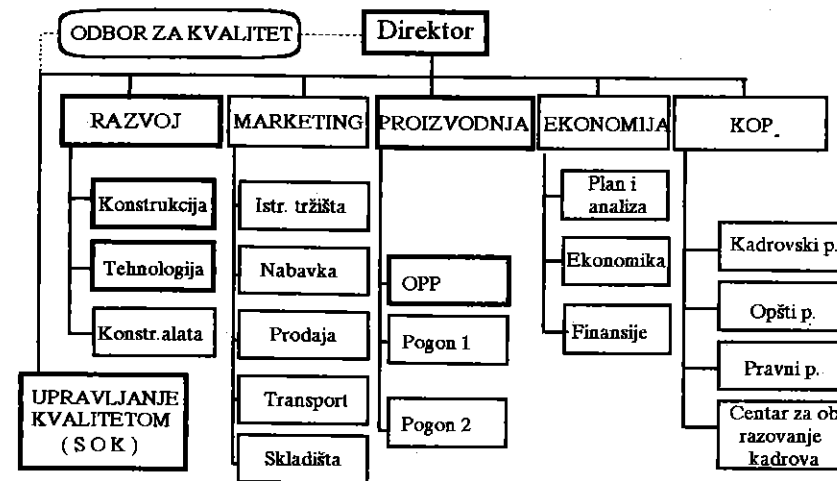 ODBOR ZA KVALITET
Direktor
RAZVOJ
MARKETING
PROIZVODNJA
EKONOMIJA
KOP
Konstrukcija
Tehnologija
Konstr.alata
UPRAVLJANJE
KVALITETOM
( S O K )
Istr. tržišta
Nabavka
Prodaja
Transport
Skladišta
OPP
Pogon 1
Pogon 2
Plan i
analiza
Ekonomika
Finansije
Kadrovski p.
Opšti p.
Pravni p.
Centar za ob
razovanje
kadrova